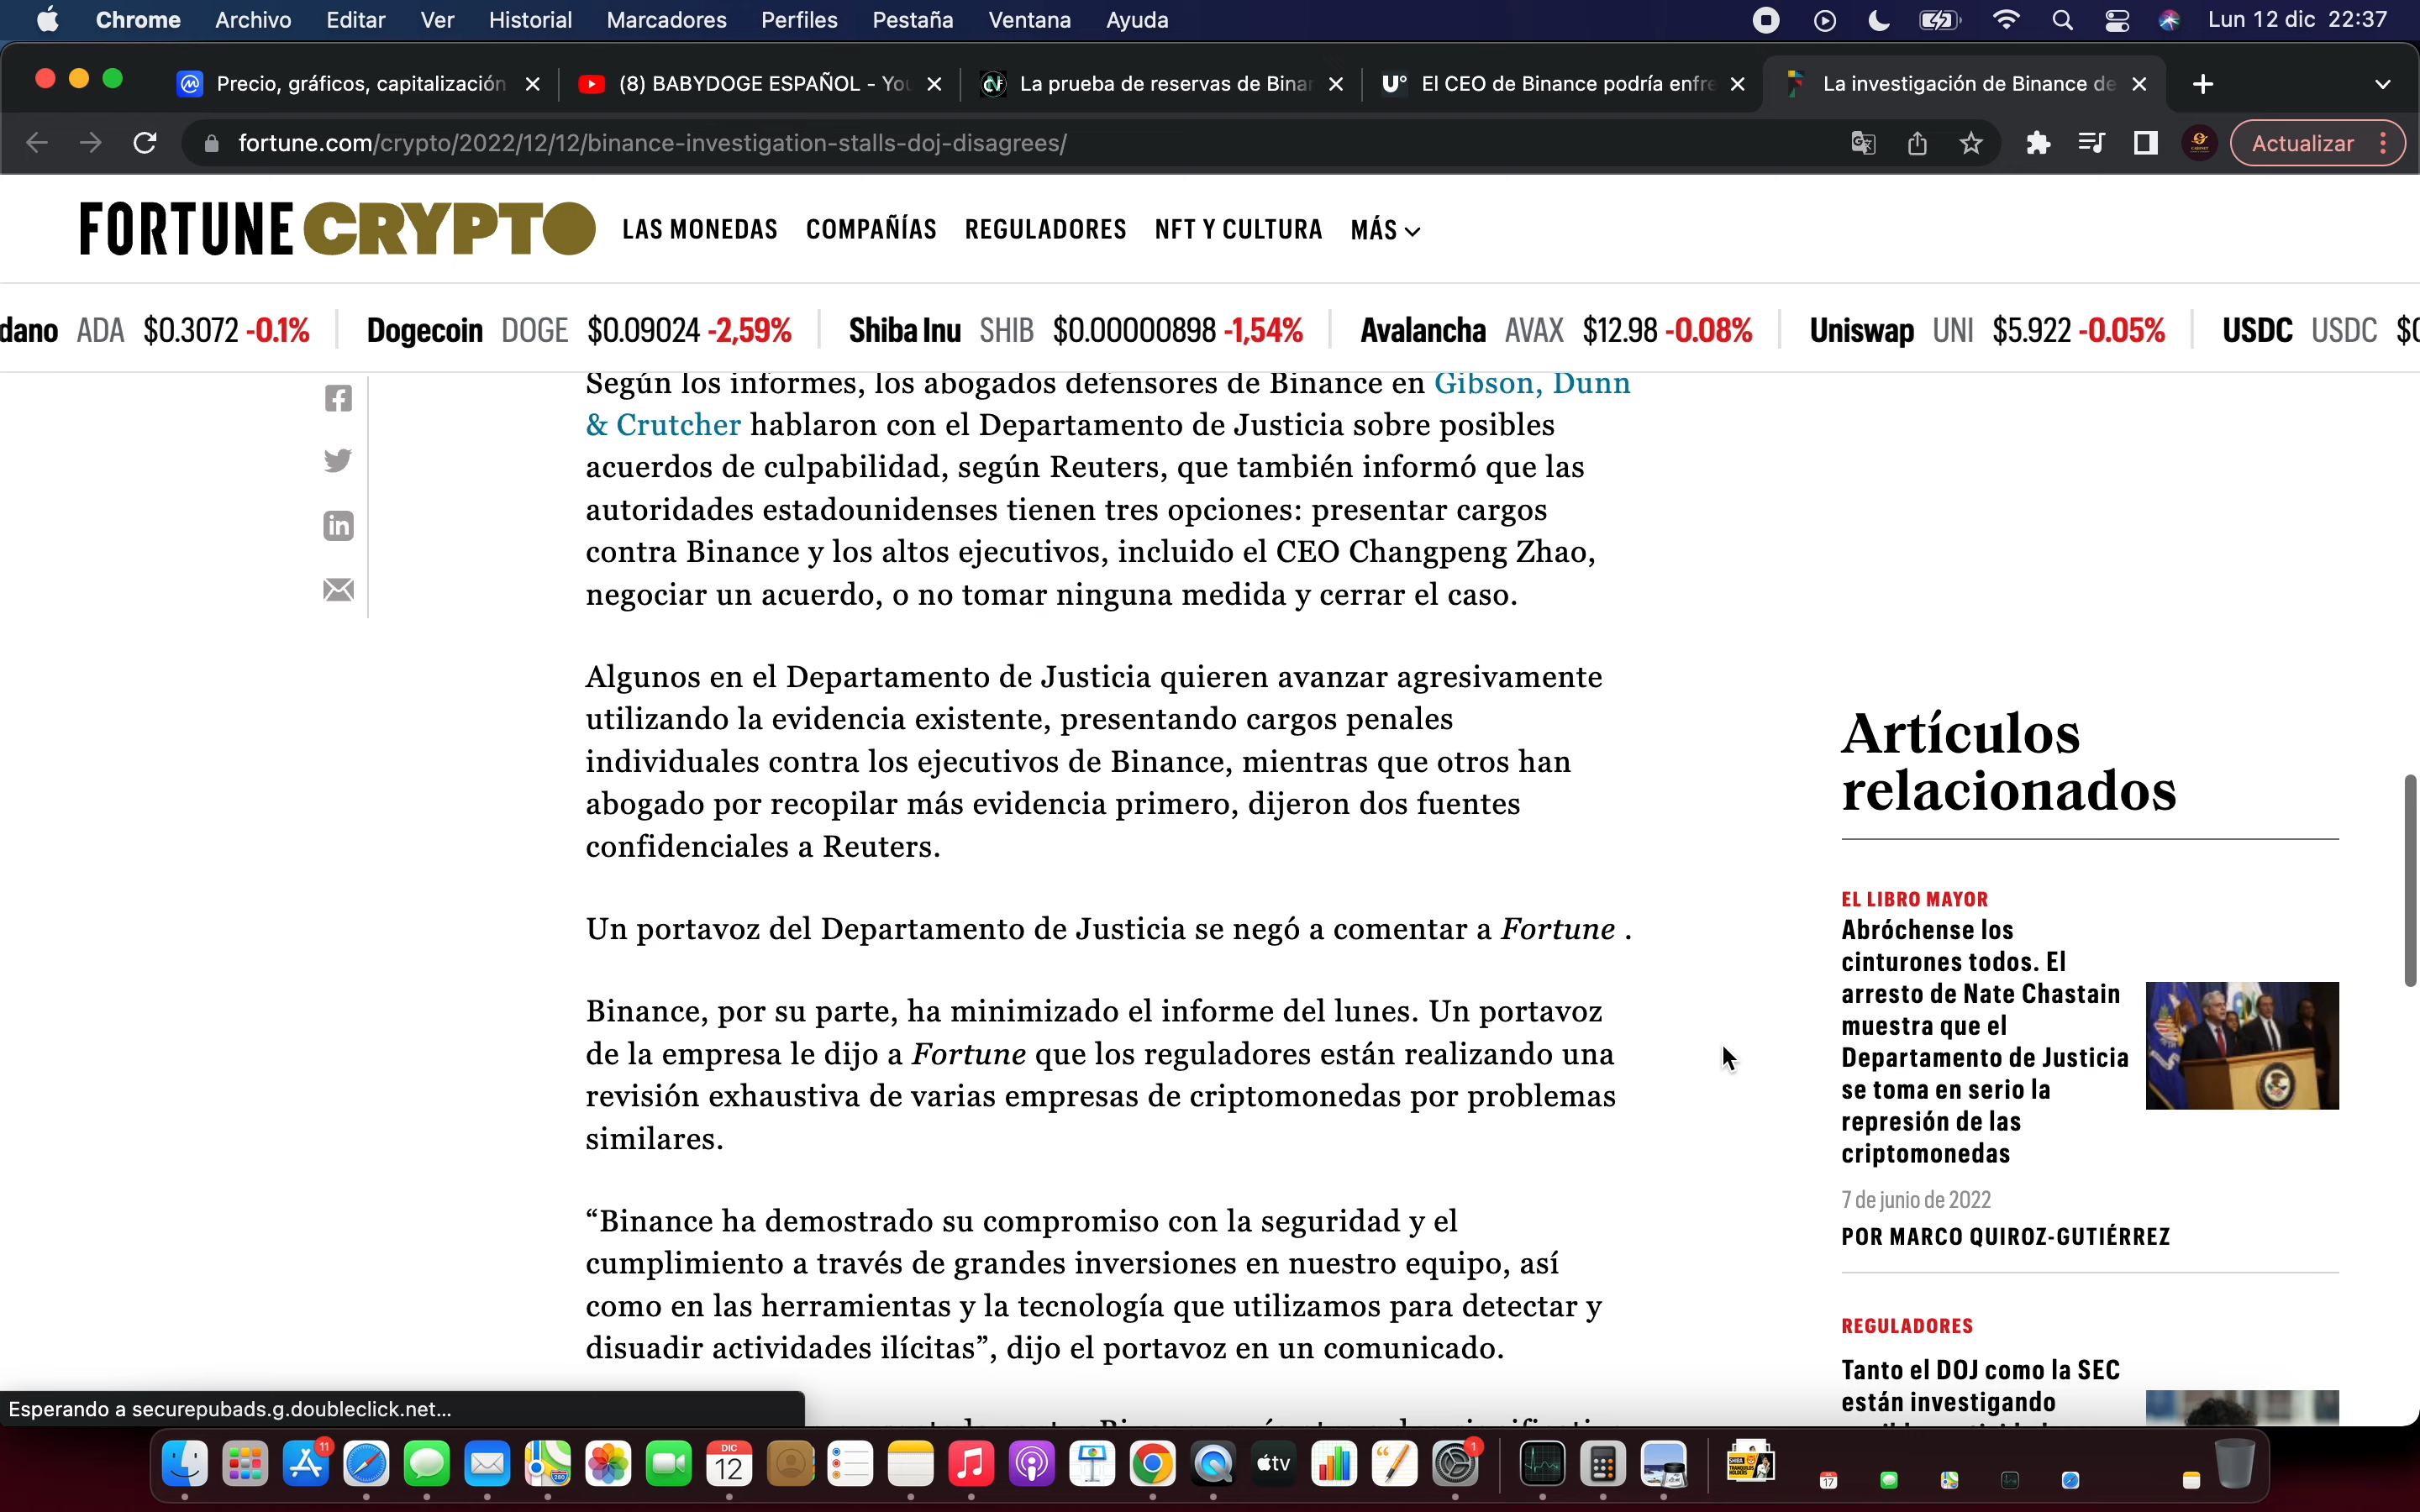 Chrome Archivo Editar Ver Historial Marcadores Perfiles Pestaña Ventana Ayuda Lun 12 dic 22:37
Precio, gráficos, capitalización
(8) BABYDOGE ESPAÑOL - You
La prueba de reservas de Binan
El CEO de Binance podría enfre
La investigación de Binance de
fortune.com/crypto/2022/12/12/binance-investigation-stalls-doj-disagrees/
Actualizar
FORTUNE CRYPTO LAS MONEDAS COMPAÑÍAS REGULADORES NFT Y CULTURA MÁS
dano ADA $0.3072 -0.1% Dogecoin DOGE $0.09024 -2,59% Shiba Inu SHIB $0.00000898 -1,54% Avalancha AVAX $12.98 -0.08% Uniswap UNI $5.922 -0.05% USDC USDC
Según los informes, los abogados defensores de Binance en Gibson, Dunn
& Crutcher hablaron con el Departamento de Justicia sobre posibles
acuerdos de culpabilidad, según Reuters, que también informó que las
autoridades estadounidenses tienen tres opciones: presentar cargos
contra Binance y los altos ejecutivos, incluido el CEO Changpeng Zhao,
negociar un acuerdo, o no tomar ninguna medida y cerrar el caso.
Algunos en el Departamento de Justicia quieren avanzar agresivamente
utilizando la evidencia existente, presentando cargos penales
individuales contra los ejecutivos de Binance, mientras que otros han
abogado por recopilar más evidencia primero, dijeron dos fuentes
confidenciales a Reuters.
Un portavoz del Departamento de Justicia se negó a comentar a Fortune .
Binance, por su parte, ha minimizado el informe del lunes. Un portavoz
de la empresa le dijo a Fortune que los reguladores están realizando una
revisión exhaustiva de varias empresas de criptomonedas por problemas
similares.
“Binance ha demostrado su compromiso con la seguridad y el
cumplimiento a través de grandes inversiones en nuestro equipo, así
como en las herramientas y la tecnología que utilizamos para detectar y
disuadir actividades ilícitas”, dijo el portavoz en un comunicado.
Artículos
relacionados
EL LIBRO MAYOR
Abróchense los
cinturones todos. El
arresto de Nate Chastain
muestra que el
Departamento de Justicia
se toma en serio la
represión de las
criptomonedas
7 de junio de 2022
POR MARCO QUIROZ-GUTIÉRREZ
REGULADORES
Tanto el DOJ como la SEC
están investigando
Esperando a securepubads.g.doubleclick.net...
11
DIC
12
tv
1
17